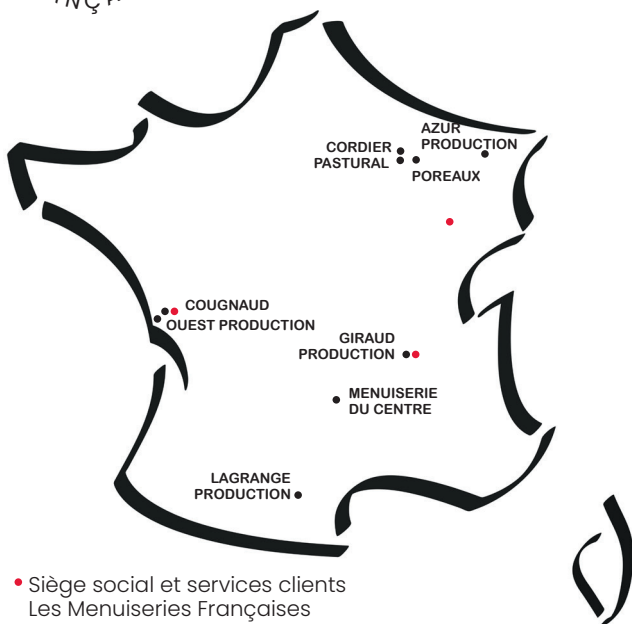 AZUR
PRODUCTION
CORDIER
PASTURAL
POREAUX
COUGNAUD
OUEST PRODUCTION
GIRAUD
PRODUCTION
MENUISERIE
DU CENTRE
LAGRANGE
PRODUCTION
Siège social et services clients
Les Menuiseries Françaises